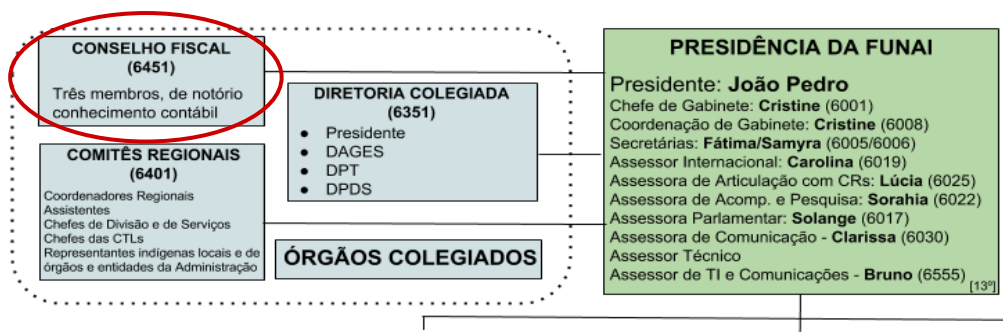 CONSELHO FISCAL
(6451)
Três membros, de notório
conhecimento contábil
DIRETORIA COLEGIADA
(6351)
● Presidente
● DAGES
● DPT
● DPDS
COMITÊS REGIONAIS
(6401)
Coordenadores Regionais
Assistentes
Chefes de Divisão e de Serviços
Chefes das CTLs
Representantes indígenas locais e de
órgãos e entidades da Administração
ÓRGÃOS COLEGIADOS
PRESIDÊNCIA DA FUNAI
Presidente: João Pedro
Chefe de Gabinete: Cristine (6001)
Coordenação de Gabinete: Cristine (6008)
Secretárias: Fátima/Samyra (6005/6006)
Assessor Internacional: Carolina (6019)
Assessora de Articulação com CRs: Lúcia (6025)
Assessora de Acomp. e Pesquisa: Sorahia (6022)
Assessora Parlamentar: Solange (6017)
Assessora de Comunicação - Clarissa (6030)
Assessor Técnico
Assessor de TI e Comunicações - Bruno (6555)
[13º]